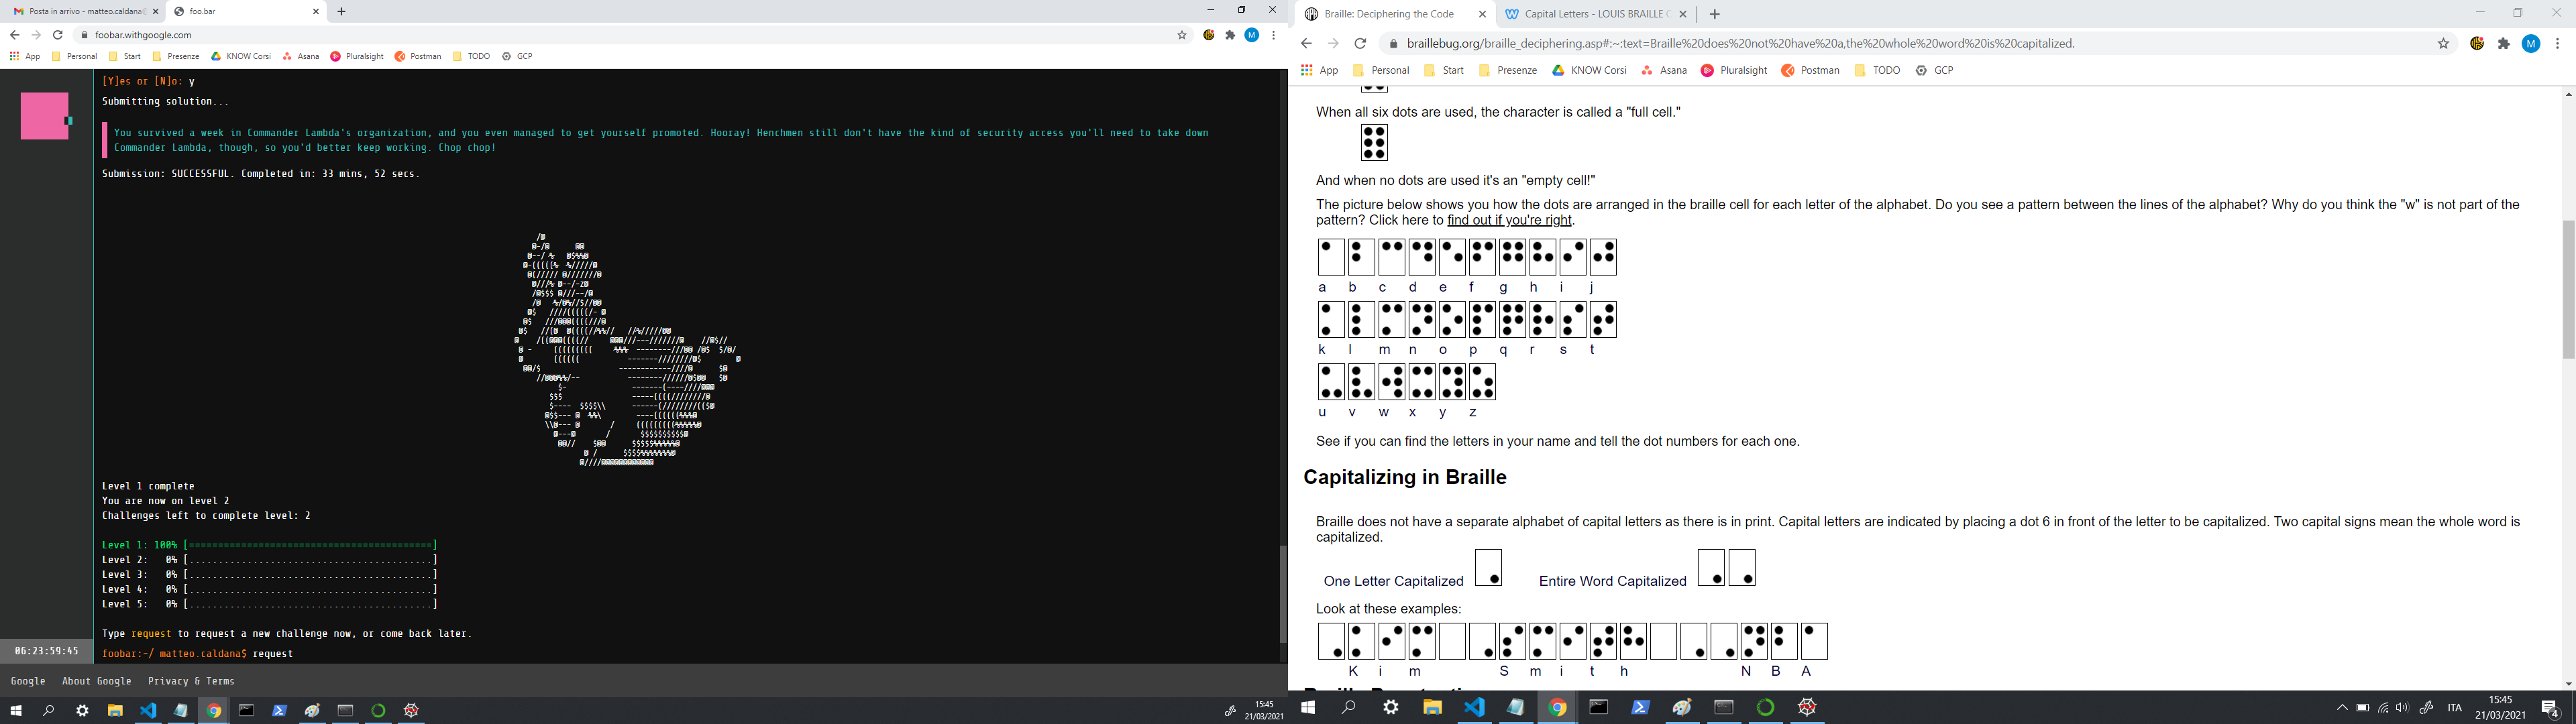 Posta in arrivo - matteo.caldana@
foo.bar
foobar.withgoogle.com
App Personal Start Presenze KNOW Corsi Asana Pluralsight Postman TODO GCP
[Y]es or [N]o: y
Submitting solution...
You survived a week in Commander Lambda's organization, and you even managed to get yourself promoted. Hooray! Henchmen still don't have the kind of security access you'll need to take down
Commander Lambda, though, so you'd better keep working. Chop chop!
Submission: SUCCESSFUL. Completed in: 33 mins, 52 secs.
Level 1 complete
You are now on level 2
Challenges left to complete level: 2
Level 1: 100% [==========================================]
Level 2: 0% [..........................................]
Level 3: 0% [..........................................]
Level 4: 0% [..........................................]
Level 5: 0% [..........................................]
Type request to request a new challenge now, or come back later.
06:23:59:45
foobar:~/ matteo.caldana$ request
Google About Google Privacy & Terms
15:45
21/03/2021
Braille: Deciphering the Code
Capital Letters - LOUIS BRAILLE
braillebug.org/braille_deciphering.asp#:~:text=Braille%20does%20not%20have%20a,the%20whole%20word%20is%20capitalized.
App Personal Start Presenze KNOW Corsi Asana Pluralsight Postman TODO GCP
When all six dots are used, the character is called a "full cell."
And when no dots are used it's an "empty cell!"
The picture below shows you how the dots are arranged in the braille cell for each letter of the alphabet. Do you see a pattern between the lines of the alphabet? Why do you think the "w" is not part of the
pattern? Click here to find out if you're right.
a b c d e f g h i j
k l m n o p q r s t
u v w x y z
See if you can find the letters in your name and tell the dot numbers for each one.
Capitalizing in Braille
Braille does not have a separate alphabet of capital letters as there is in print. Capital letters are indicated by placing a dot 6 in front of the letter to be capitalized. Two capital signs mean the whole word is
capitalized.
One Letter Capitalized Entire Word Capitalized
Look at these examples:
K i m S m i t h N B A
ITA
15:45
21/03/2021
4